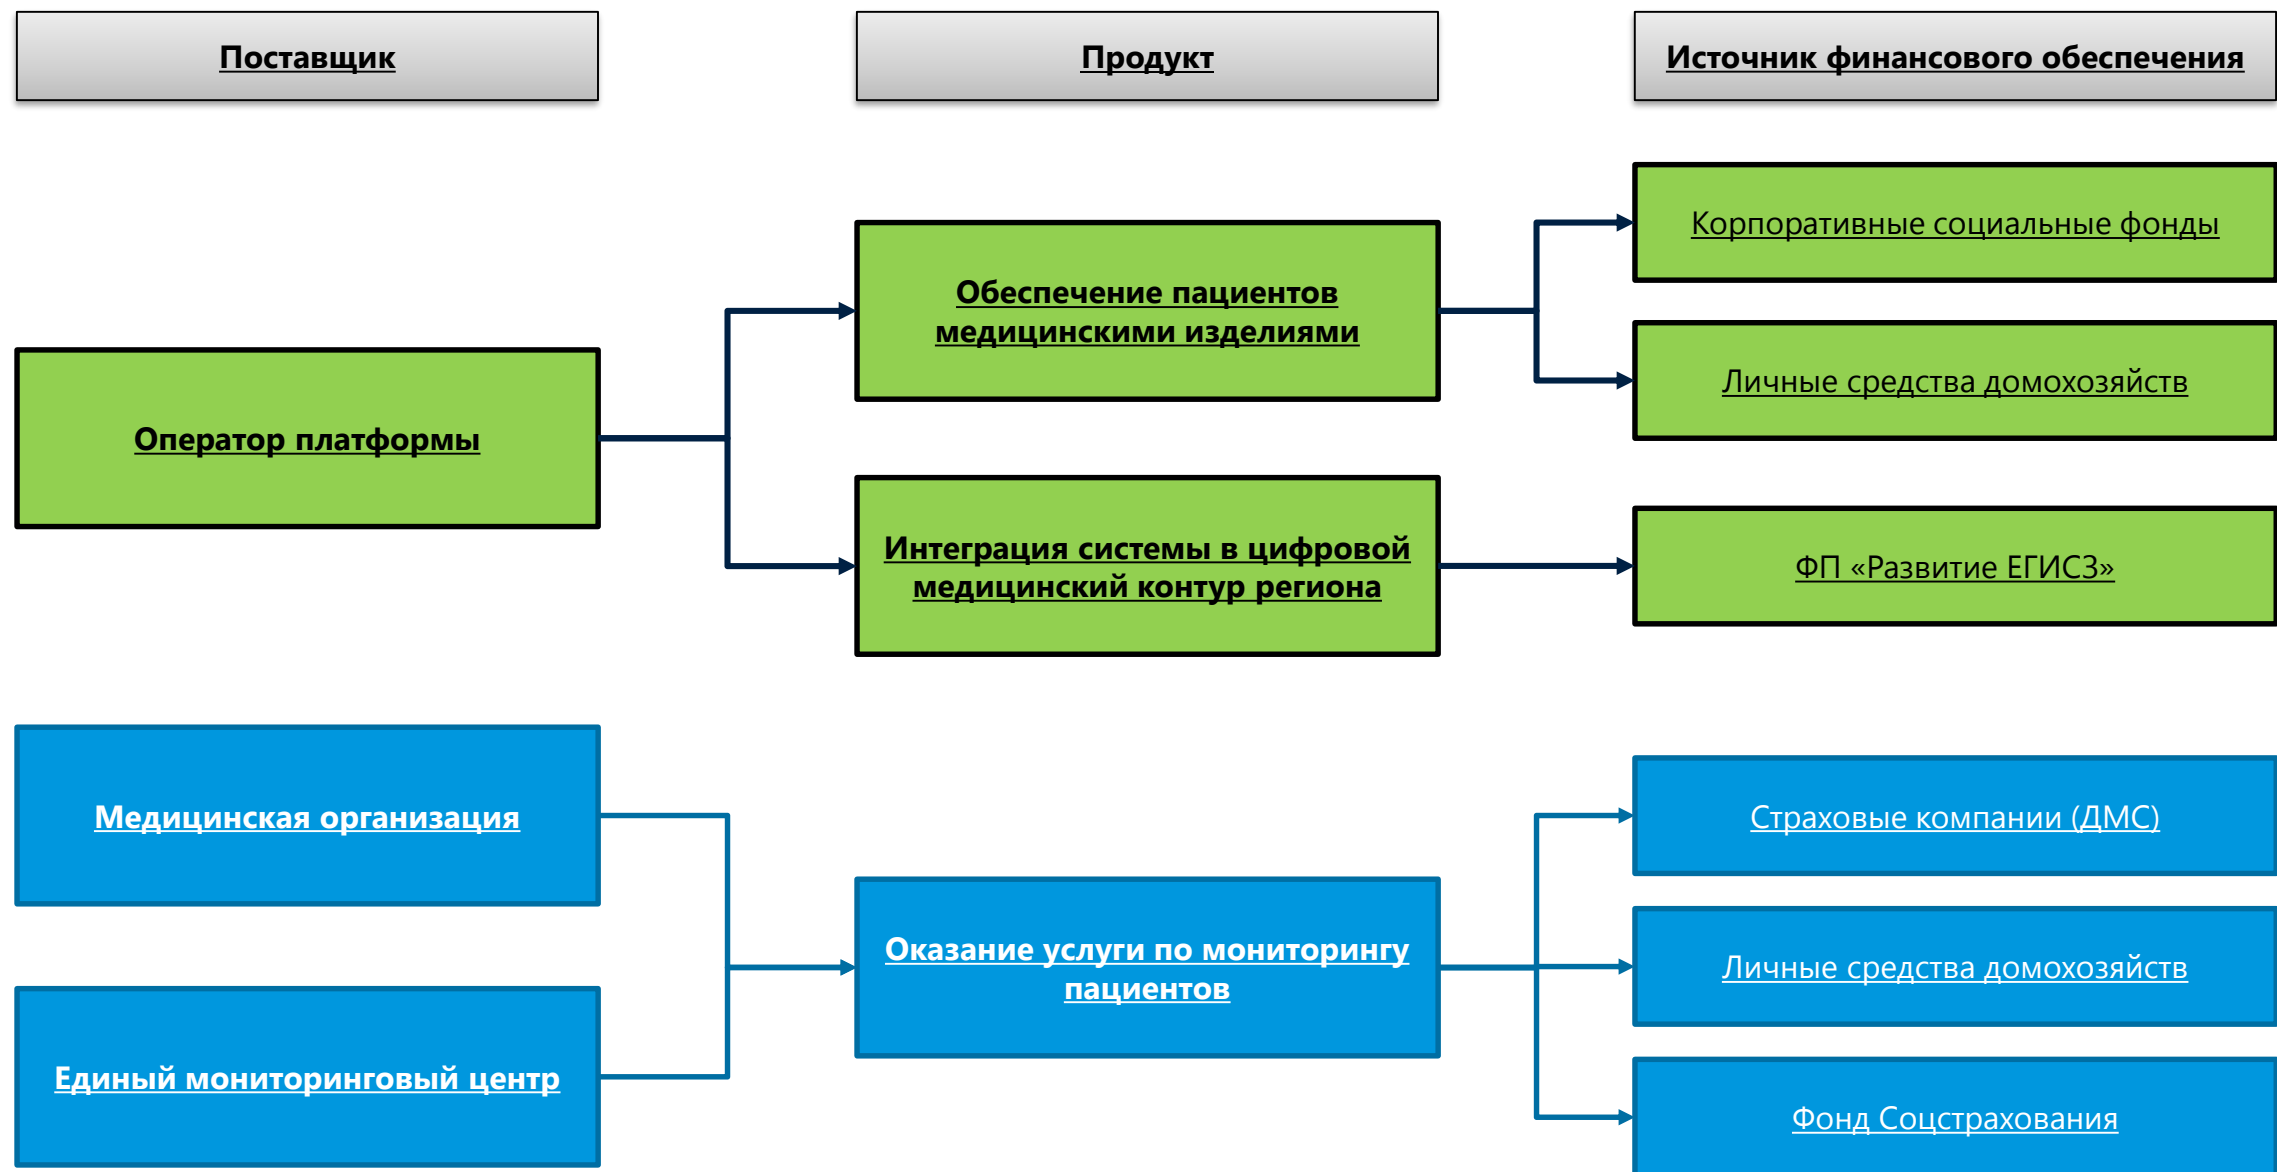 Поставщик
Продукт
Источник финансового обеспечения
Корпоративные социальные фонды
Обеспечение пациентов
медицинскими изделиями
Личные средства домохозяйств
Оператор платформы
Интеграция системы в цифровой
медицинский контур региона
ФП «Развитие ЕГИСЗ»
Медицинская организация
Страховые компании (ДМС)
Оказание услуги по мониторингу
пациентов
Личные средства домохозяйств
Единый мониторинговый центр
Фонд Соцстрахования